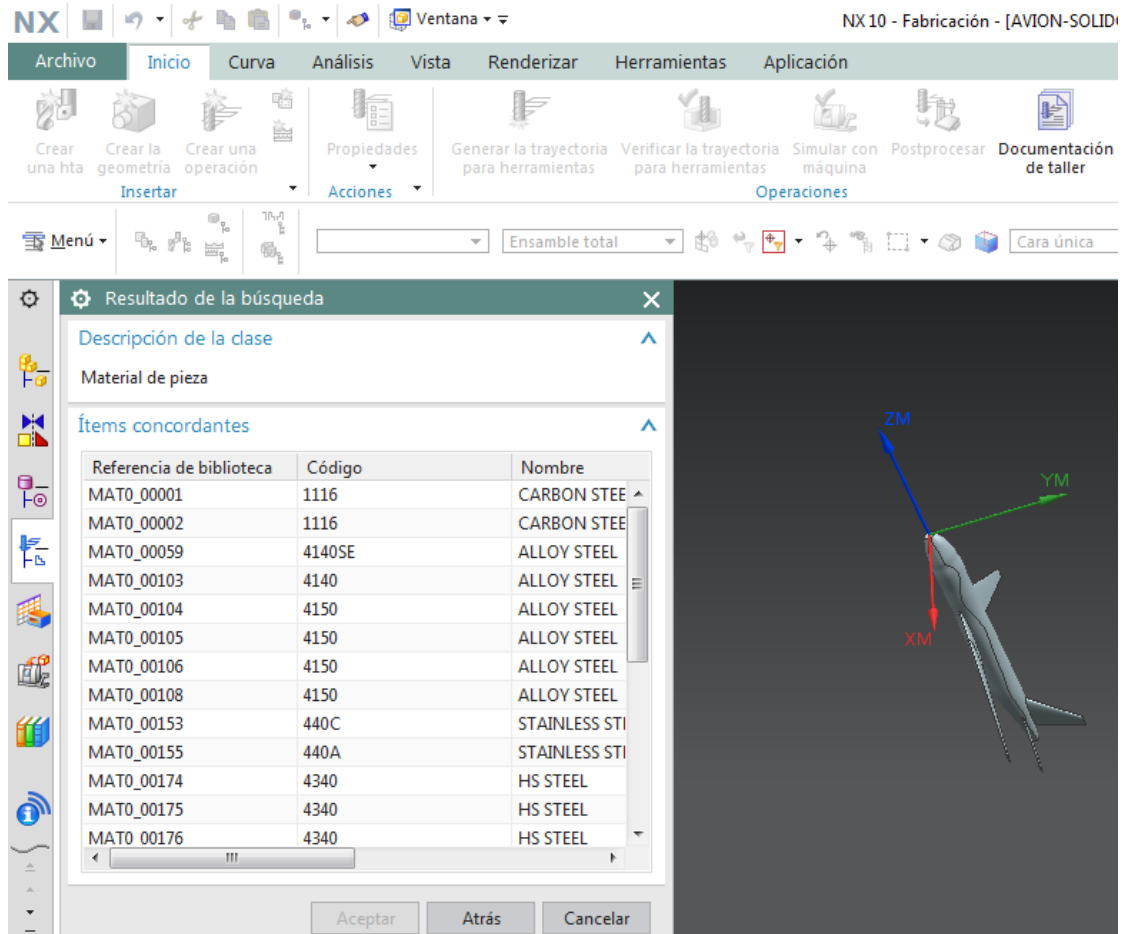 NX Ventana NX 10 - Fabricación - [AVION-SOLID
Archivo Inicio Curva Análisis Vista Renderizar Herramientas Aplicación
Crear una hta
Crear la geometría
Crear una operación
Propiedades
Generar la trayectoria para herramientas
Verificar la trayectoria para herramientas
Simular con máquina
Postprocesar
Documentación de taller
Insertar Acciones Operaciones
Menú Ensamble total Cara única
Resultado de la búsqueda
Descripción de la clase
Material de pieza
Ítems concordantes
Referencia de biblioteca Código Nombre
MAT0_00001 1116 CARBON STEE
MAT0_00002 1116 CARBON STEE
MAT0_00059 4140SE ALLOY STEEL
MAT0_00103 4140 ALLOY STEEL
MAT0_00104 4150 ALLOY STEEL
MAT0_00105 4150 ALLOY STEEL
MAT0_00106 4150 ALLOY STEEL
MAT0_00108 4150 ALLOY STEEL
MAT0_00153 440C STAINLESS STI
MAT0_00155 440A STAINLESS STI
MAT0_00174 4340 HS STEEL
MAT0_00175 4340 HS STEEL
MAT0_00176 4340 HS STEEL
Aceptar Atrás Cancelar
ZM
YM
XM